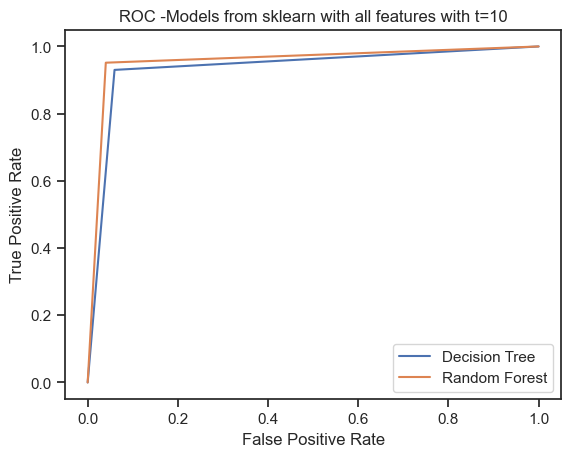 ROC -Models from sklearn with all features with t=10
1.0
0.8
0.6
0.4
0.2
0.0
True Positive Rate
Decision Tree
Random Forest
0.0 0.2 0.4 0.6 0.8 1.0
False Positive Rate